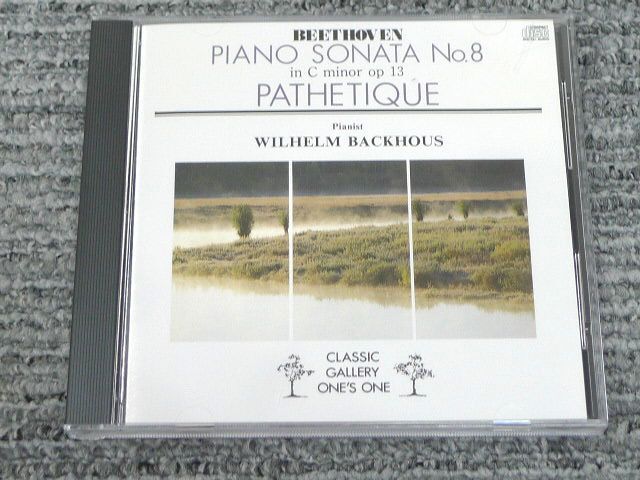 BEETHOVEN
PIANO SONATA No.8
in C minor op 13
PATHETIQUE
Pianist
WILHELM BACKHOUS
CLASSIC
GALLERY
ONE'S ONE